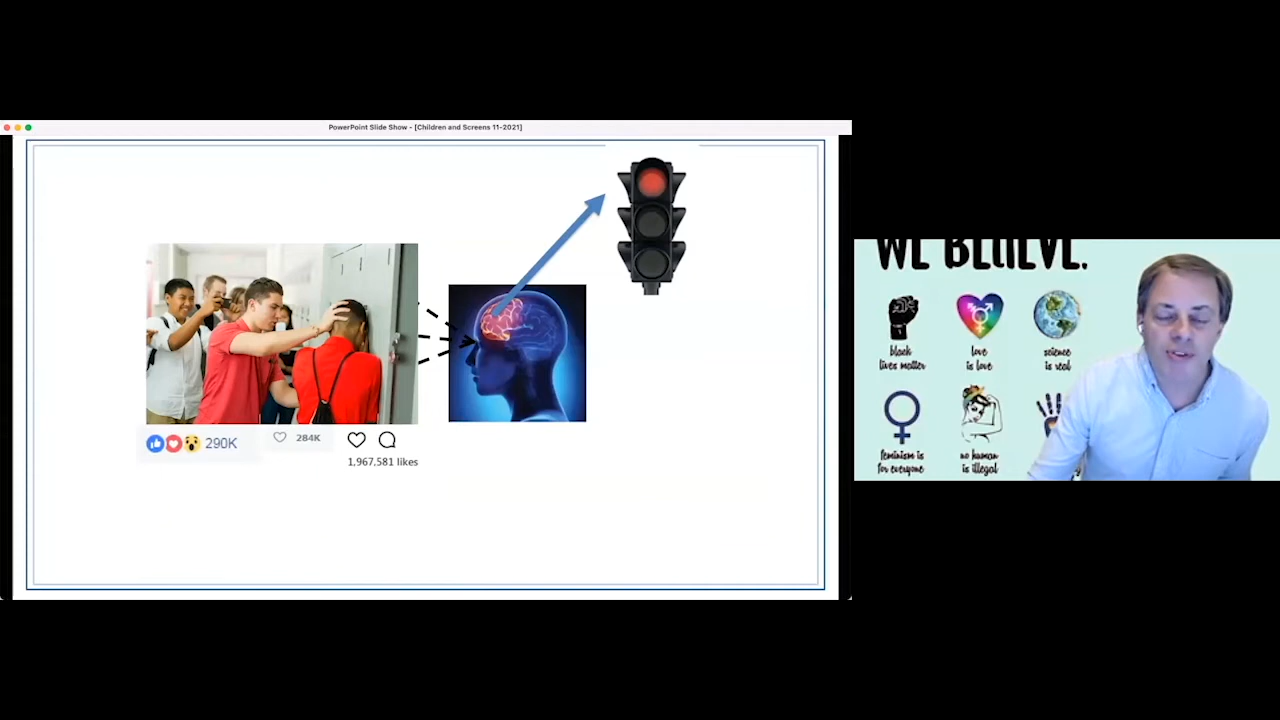 PowerPoint Slide Show - [Children and Screens 11-2021]
290K
284K
1,967,581 likes
WE BELIEVE.
black
lives matter
love
is love
science
is real
feminism is
for everyone
no human
is illegal